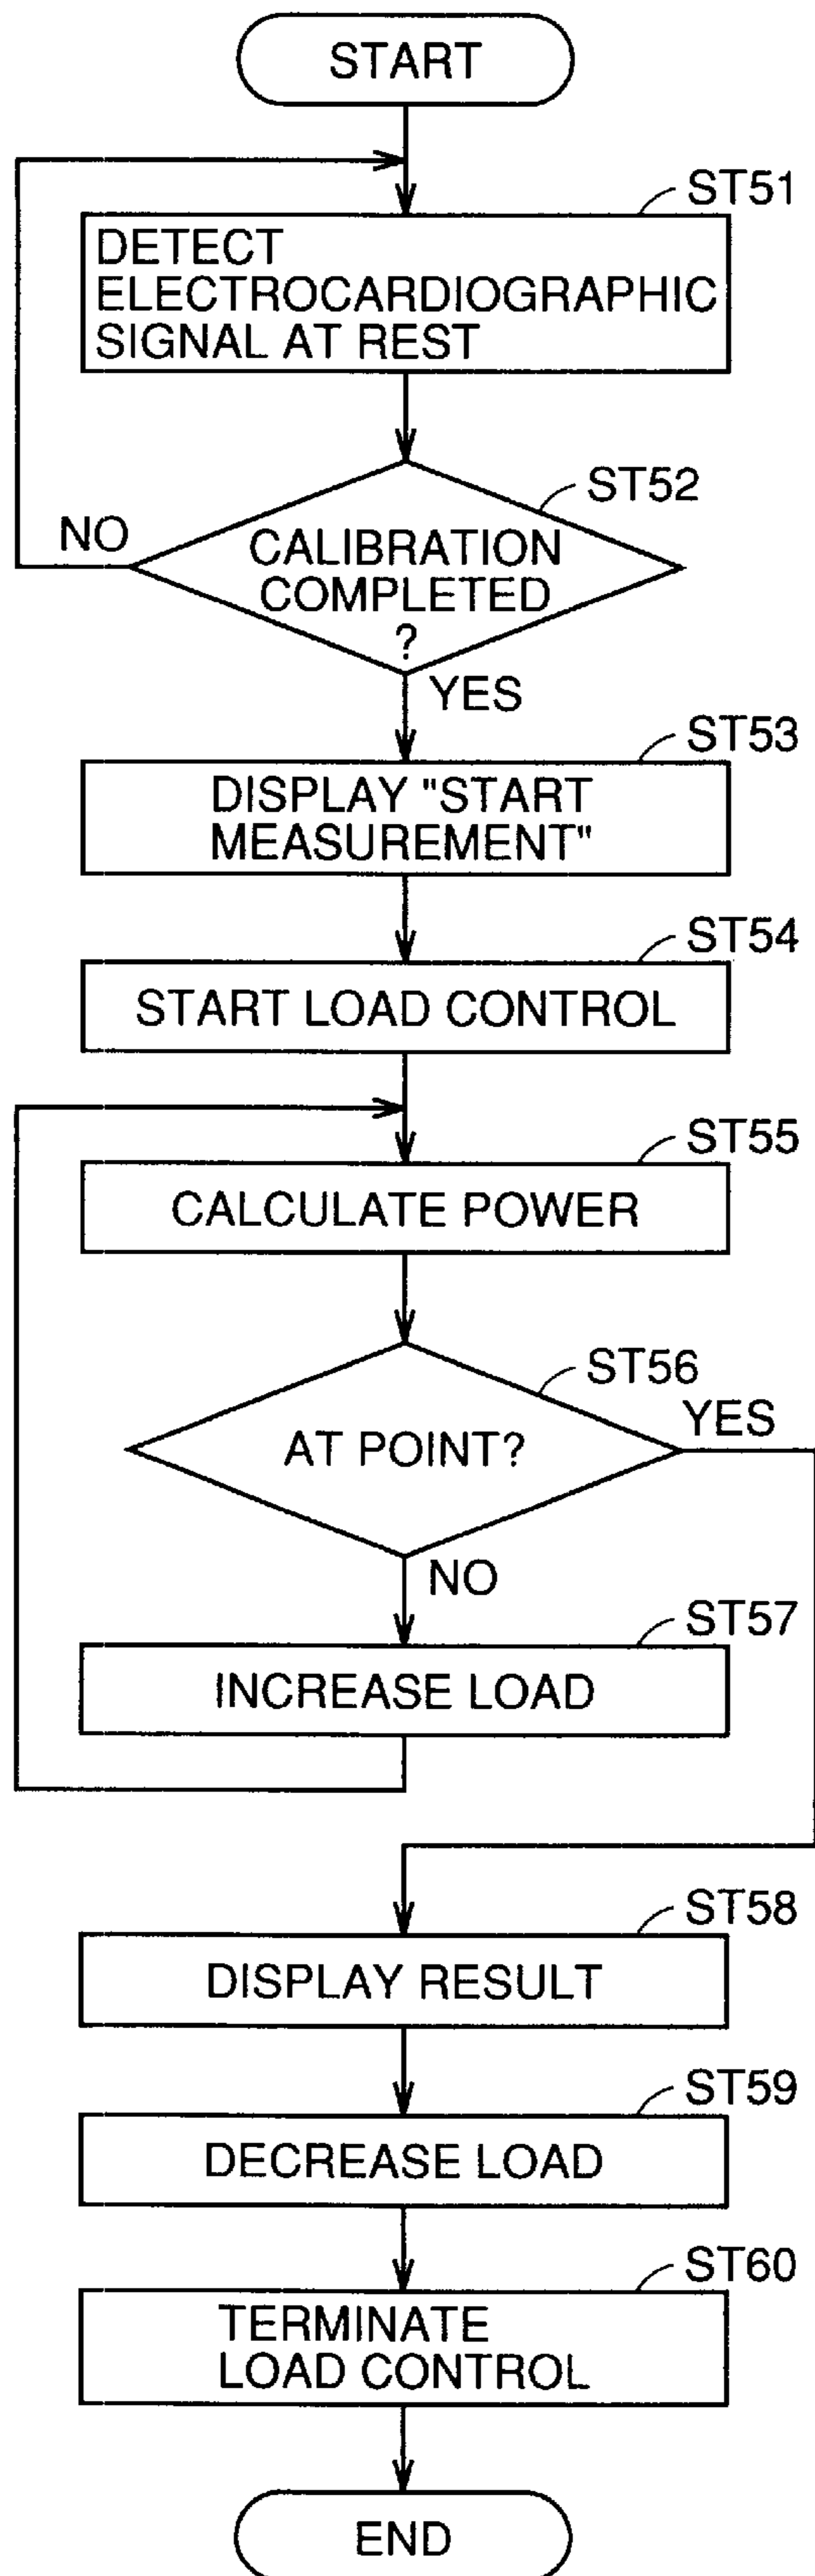 START
ST51
DETECT
ELECTROCARDIOGRAPHIC
SIGNAL AT REST
ST52
NO
CALIBRATION
COMPLETED
?
YES
ST53
DISPLAY "START
MEASUREMENT"
ST54
START LOAD CONTROL
ST55
CALCULATE POWER
ST56
YES
AT POINT?
NO
ST57
INCREASE LOAD
ST58
DISPLAY RESULT
ST59
DECREASE LOAD
ST60
TERMINATE
LOAD CONTROL
END